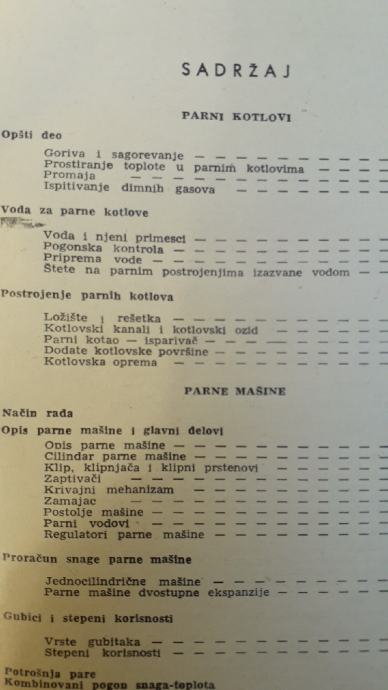 SADRŽAJ
PARNI KOTLOVI
Opšti deo
Goriva i sagorevanje — — — — — — — — —
Prostiranje toplote u parnim kotlovima — — — —
Promaja — — — — — — — — — — —
Ispitivanje dimnih gasova — — — — — — — —
Voda za parne kotlove
Voda i njeni primesci — — — — — — — — —
Pogonska kontrola — — — — — — — — — —
Priprema vode — — — — — — — — — — —
Štete na parnim postrojenjima izazvane vodom — —
Postrojenje parnih kotlova
Ložište i rešetka — — — — — — — — — —
Kotlovski kanali i kotlovski ozid — — — — — —
Parni kotao — isparivač — — — — — — — —
Dodate kotlovske površine — — — — — — — —
Kotlovska oprema — — — — — — — — — —
PARNE MAŠINE
Način rada
Opis parne mašine i glavni delovi
Opis parne mašine — — — — — — — — — —
Cilindar parne mašine — — — — — — — — —
Klip, klipnjača i klipni prstenovi — — — — — —
Zaptivači — — — — — — — — — — —
Krivajni mehanizam — — — — — — — — — —
Zamajac — — — — — — — — — — —
Postolje mašine — — — — — — — — — —
Parni vodovi — — — — — — — — — — —
Regulatori parne mašine — — — — — — — —
Proračun snage parne mašine
Jednocilindrične mašine — — — — — — — —
Parne mašine dvostupne ekspanzije — — — — —
Gubici i stepeni korisnosti
Vrste gubitaka — — — — — — — — — — —
Stepeni korisnosti — — — — — — — — — —
Potrošnja pare
Kombinovani pogon snaga-toplota